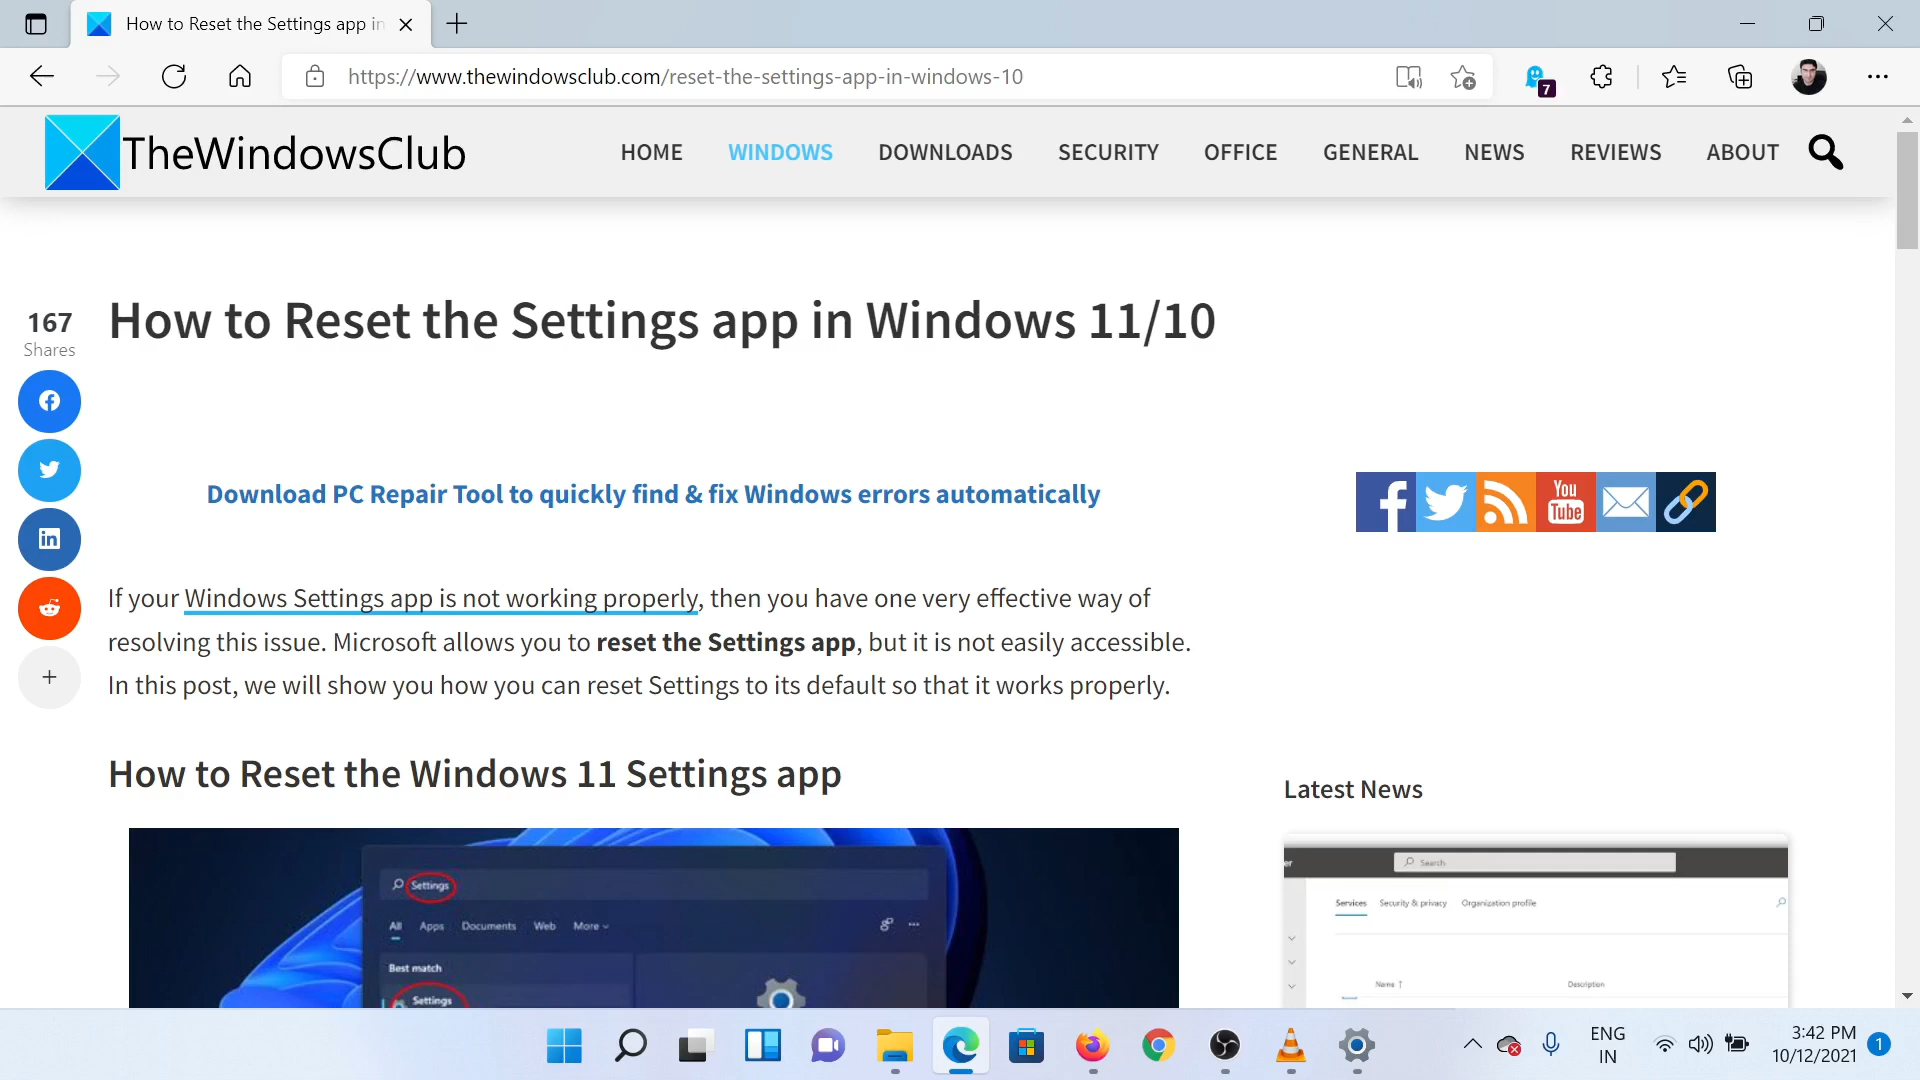 How to Reset the Settings app in
https://www.thewindowsclub.com/reset-the-settings-app-in-windows-10
7
TheWindowsClub
HOME WINDOWS DOWNLOADS SECURITY OFFICE GENERAL NEWS REVIEWS ABOUT
How to Reset the Settings app in Windows 11/10
167
Shares
Download PC Repair Tool to quickly find & fix Windows errors automatically
You
Tube
If your Windows Settings app is not working properly, then you have one very effective way of
resolving this issue. Microsoft allows you to reset the Settings app, but it is not easily accessible.
In this post, we will show you how you can reset Settings to its default so that it works properly.
How to Reset the Windows 11 Settings app
Settings
All Apps Documents Web More
Best match
Settings
Latest News
er
Search
Services Security & privacy Organization profile
Name ↑ Description
ENG
IN
3:42 PM
10/12/2021
1